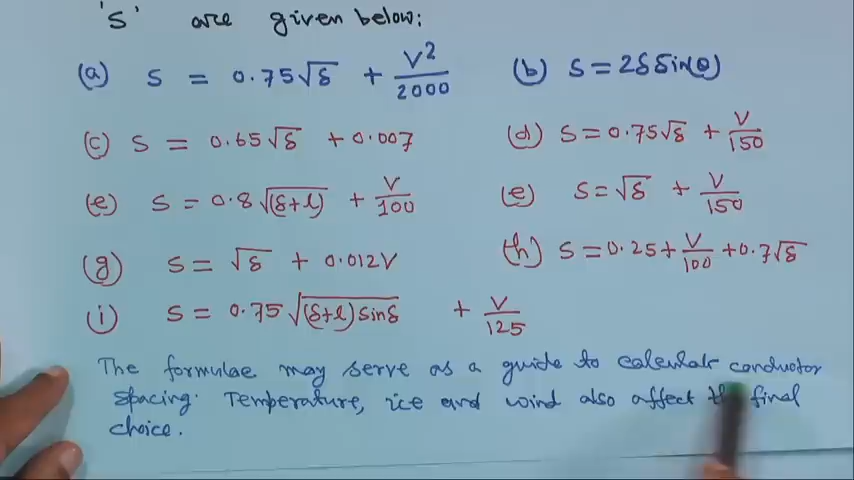 's' are given below:
(a) S = 0.75√δ + V²/2000 (b) S = 2δ sin(θ)
(c) S = 0.65√δ + 0.007 (d) S = 0.75√δ + V/150
(e) S = 0.8√(δ+l) + V/100 (e) S = √δ + V/150
(g) S = √δ + 0.012V (h) S = 0.25 + V/100 + 0.7√δ
(i) S = 0.75√(δ+l)sinδ + V/125
The formulae may serve as a guide to calculate conductor
spacing. Temperature, ice and wind also affect final
choice.